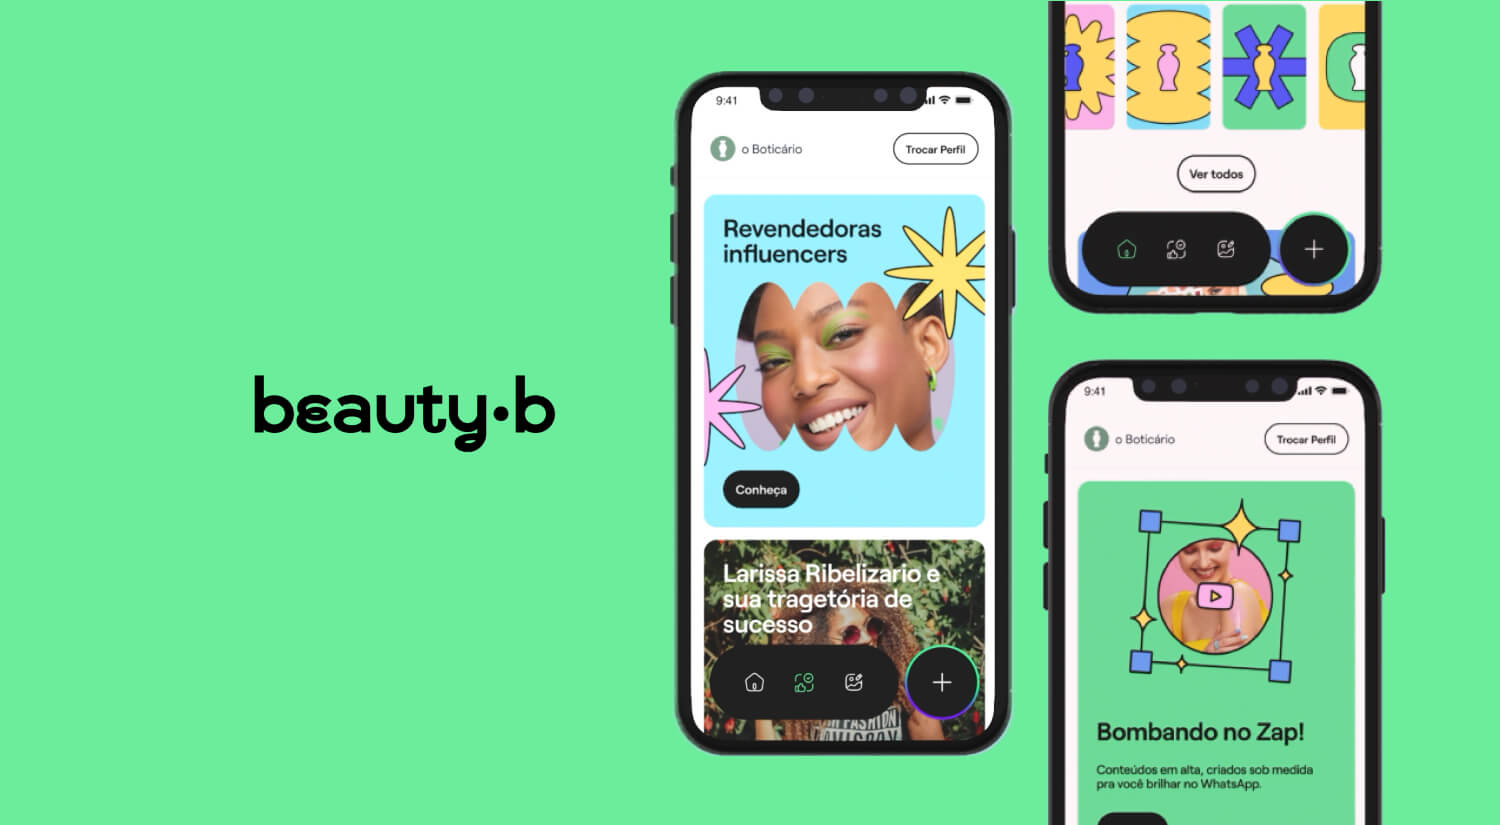 beauty·b
9:41
o Boticário
Trocar Perfil
Revendedoras
influencers
Conheça
Larissa Ribelizario e
sua tragetória de
sucesso
Ver todos
9:41
o Boticário
Trocar Perfil
Bombando no Zap!
Conteúdos em alta, criados sob medida
pra você brilhar no WhatsApp.